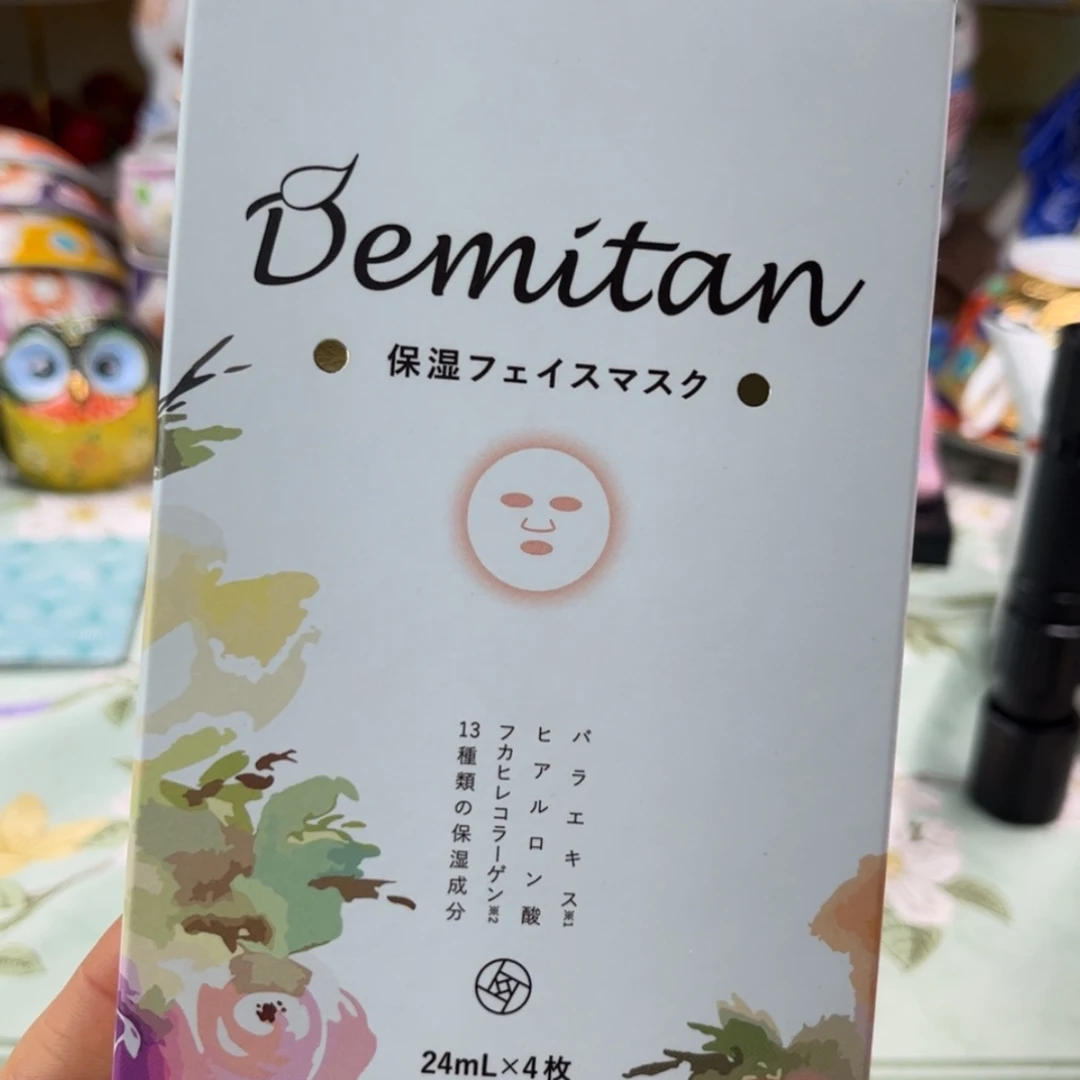 Bemitan
保湿フェイスマスク
バラエキス※1
ヒアルロン酸
フカヒレコラーゲン※2
13種類の保湿成分
24mL×4枚